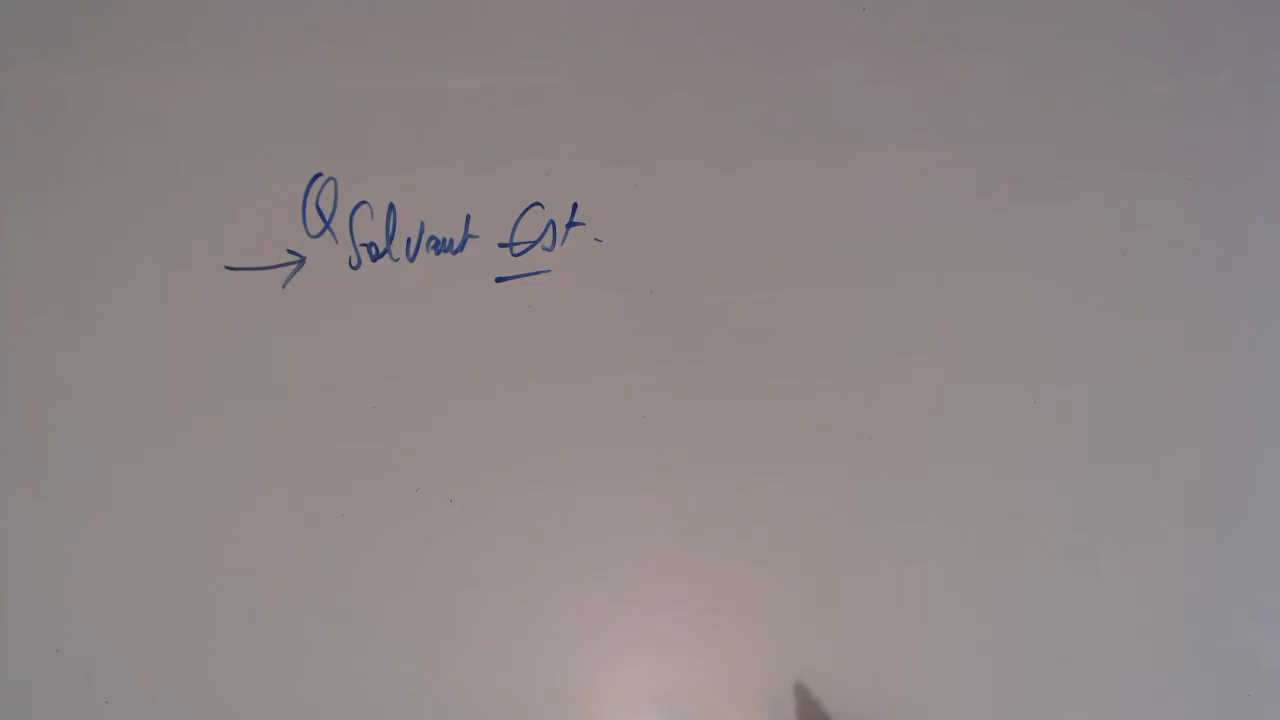 → Q Solvant Est.